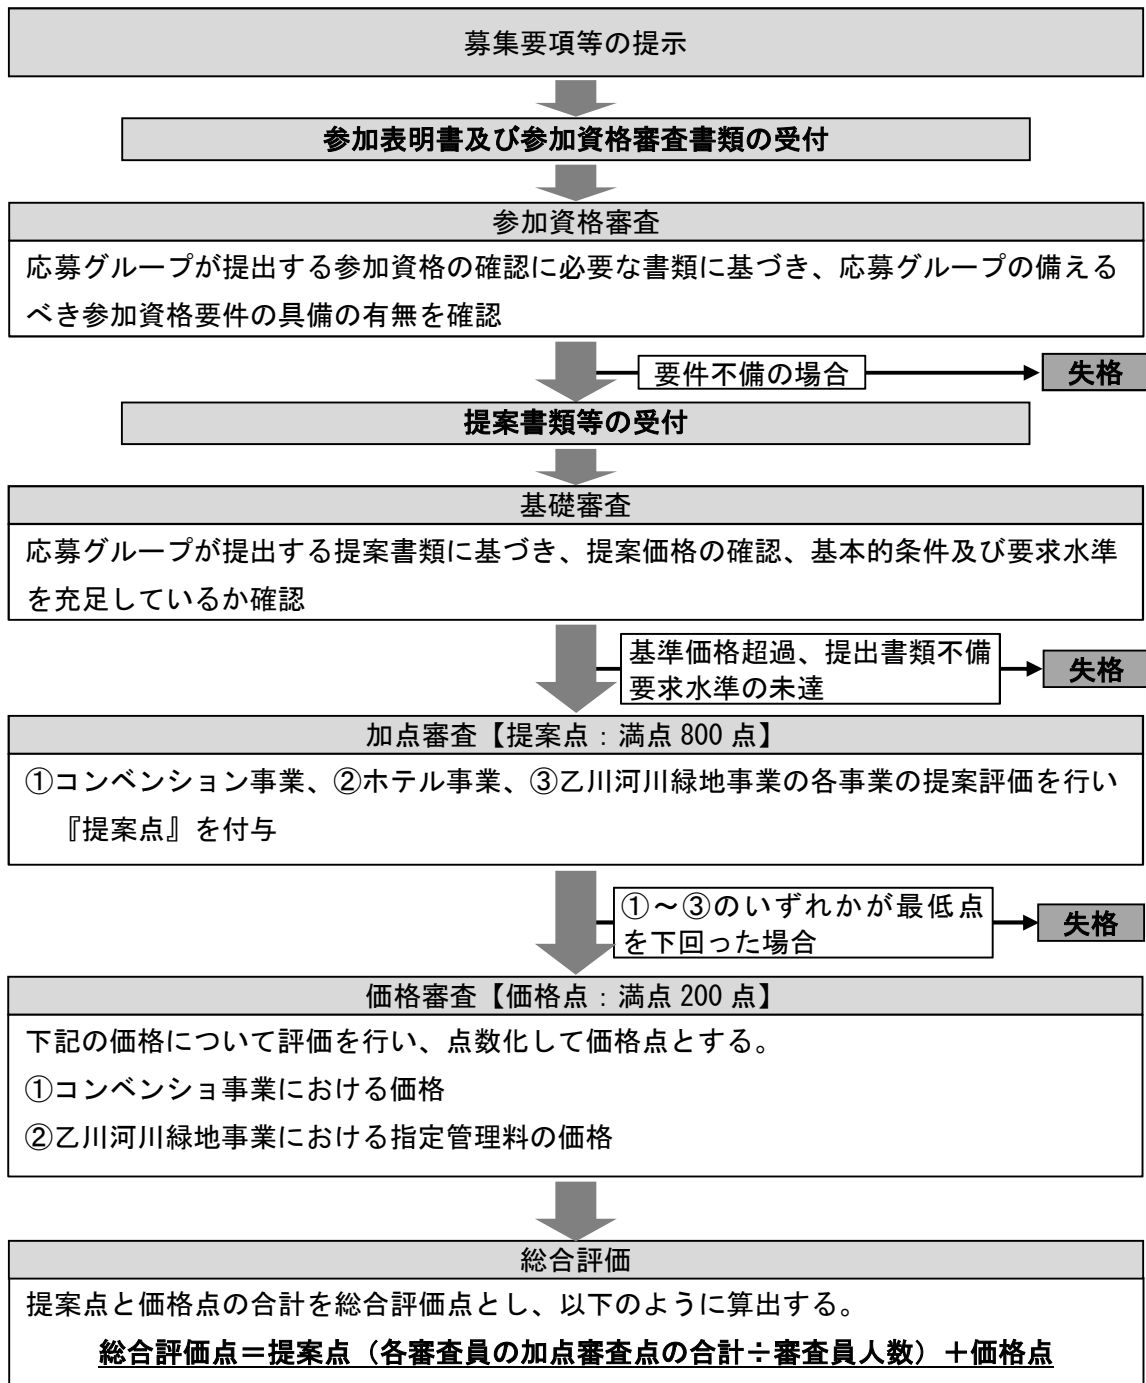 募集要項等の提示
参加表明書及び参加資格審査書類の受付
参加資格審査
応募グループが提出する参加資格の確認に必要な書類に基づき、応募グループの備える
べき参加資格要件の具備の有無を確認
要件不備の場合
失格
提案書類等の受付
基礎審査
応募グループが提出する提案書類に基づき、提案価格の確認、基本的条件及び要求水準
を充足しているか確認
基準価格超過、提出書類不備
要求水準の未達
失格
加点審査【提案点：満点 800 点】
①コンベンション事業、②ホテル事業、③乙川河川緑地事業の各事業の提案評価を行い
『提案点』を付与
①～③のいずれかが最低点
を下回った場合
失格
価格審査【価格点：満点 200 点】
下記の価格について評価を行い、点数化して価格点とする。
①コンベンショ事業における価格
②乙川河川緑地事業における指定管理料の価格
総合評価
提案点と価格点の合計を総合評価点とし、以下のように算出する。
総合評価点＝提案点（各審査員の加点審査点の合計÷審査員人数）＋価格点